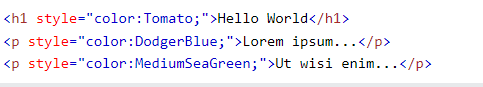 <h1 style="color:Tomato;">Hello World</h1>
<p style="color:DodgerBlue;">Lorem ipsum...</p>
<p style="color:MediumSeaGreen;">Ut wisi enim...</p>